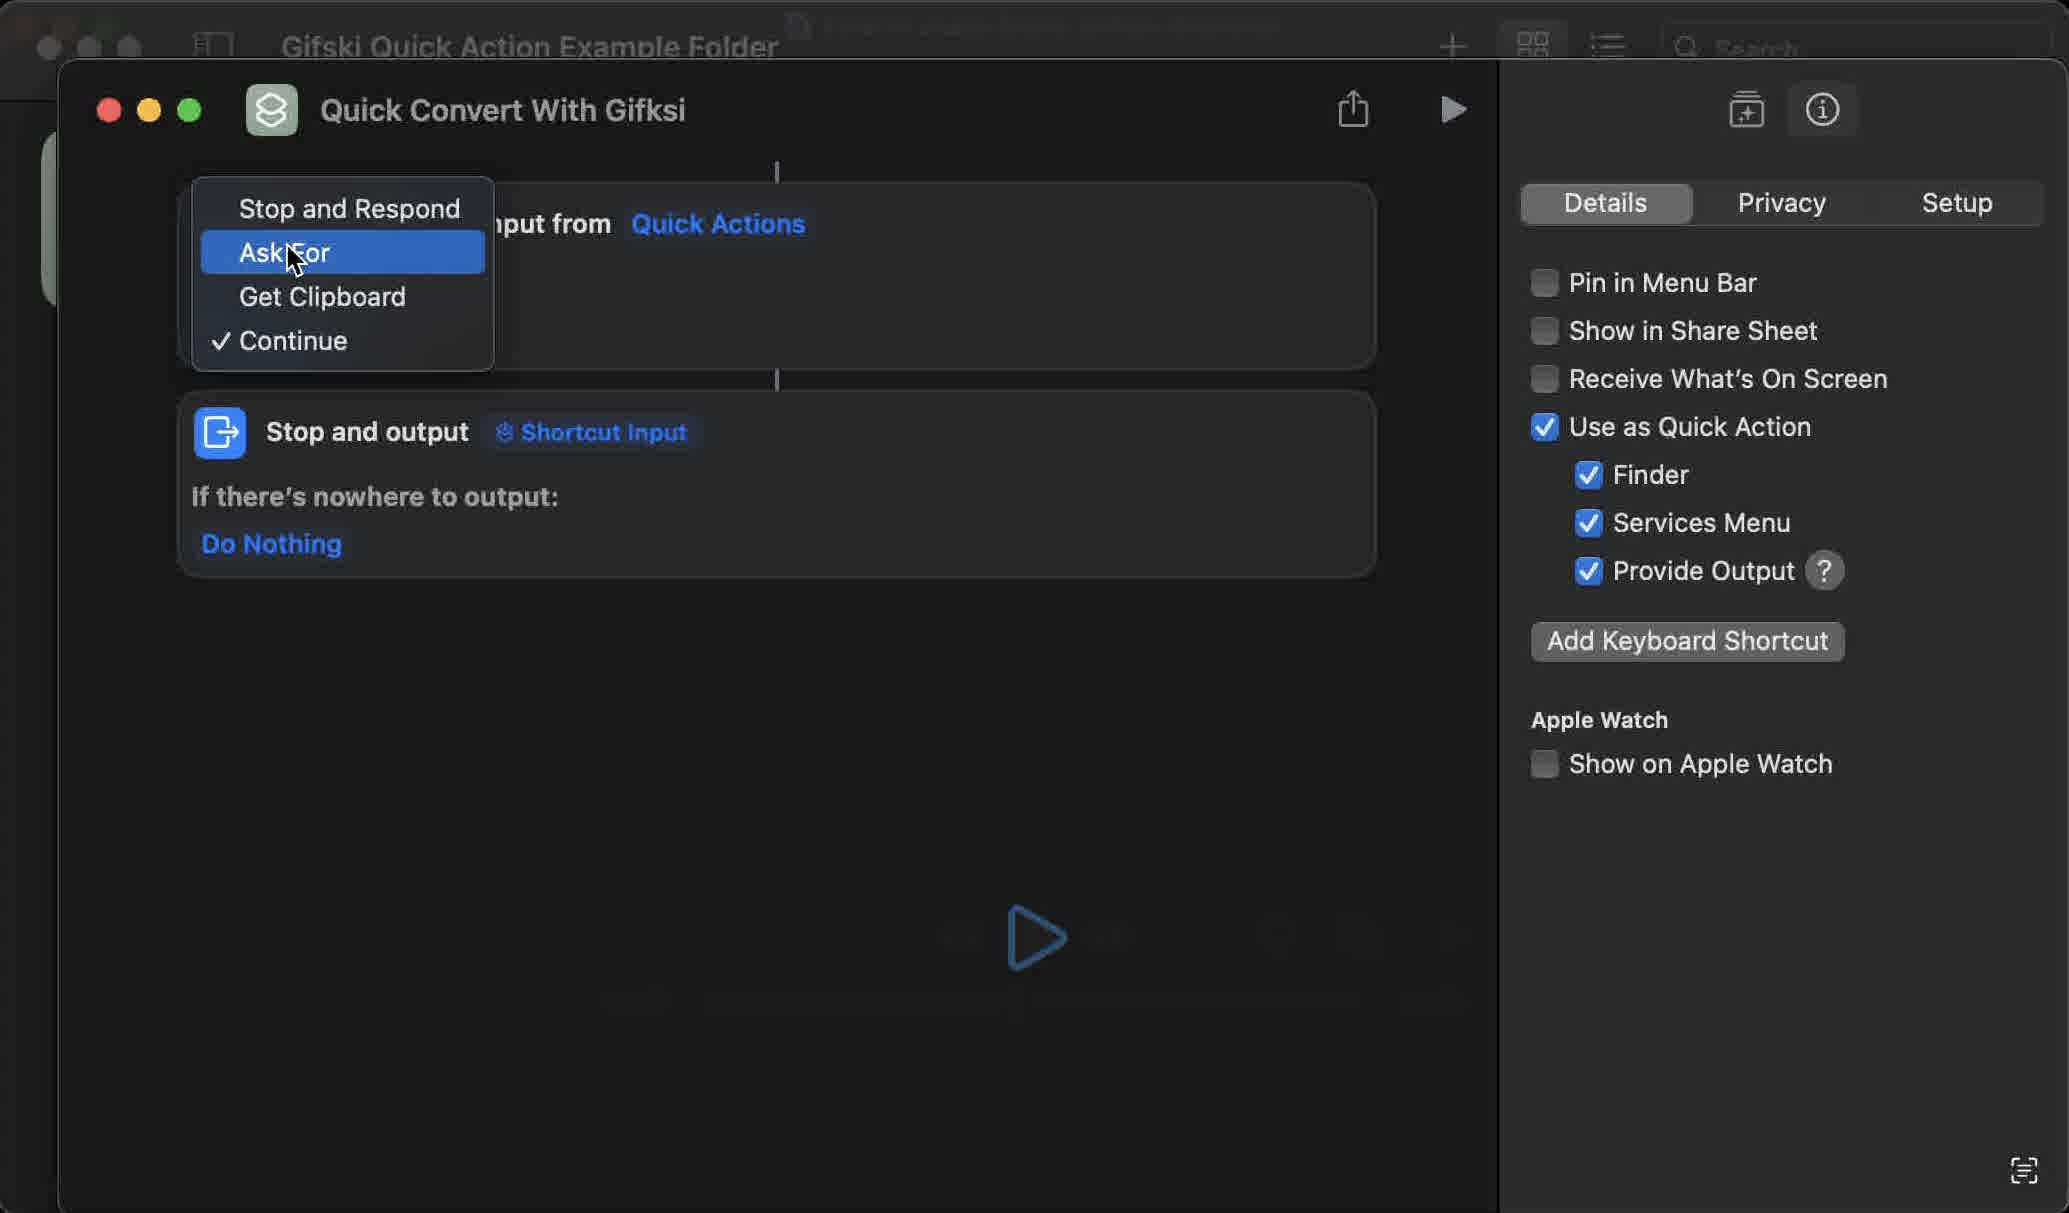 Gifski Quick Action Example Folder
Search
Quick Convert With Gifksi
Stop and Respond
Ask For
Get Clipboard
✓ Continue
nput from Quick Actions
Stop and output Shortcut Input
If there's nowhere to output:
Do Nothing
Details Privacy Setup
Pin in Menu Bar
Show in Share Sheet
Receive What's On Screen
Use as Quick Action
Finder
Services Menu
Provide Output ?
Add Keyboard Shortcut
Apple Watch
Show on Apple Watch